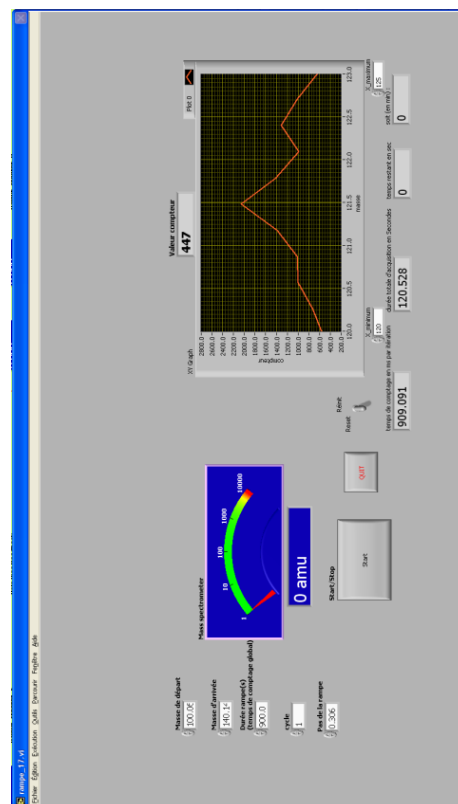 rampe_17.vi
Fichier Edition Exécution Outils Parcourir Fenêtre Aide
Masse de départ
100.08
Masse d'arrivée
140.14
Durée rampe(s)
(temps de comptage global)
900.0
cycle
1
Pas de la rampe
0.306
Mass spectrometer
1 10 100 1000 10000
0 amu
Start/Stop
Start
QUIT
Réinit
Reset
Valeur compteur
447
XY Graph
Plot 0
2800.0
2600.0
2400.0
2200.0
2000.0
1800.0
1600.0
1400.0
1200.0
1000.0
800.0
600.0
400.0
200.0
compteur
120.0 120.5 121.0 121.5 122.0 122.5 123.0
masse
X_minimum
120
X_maximum
125
temps de comptage en ms par itération
909.091
durée totale d'acquisition en Secondes
120.528
temps restant en sec
0
soit (en min) :
0